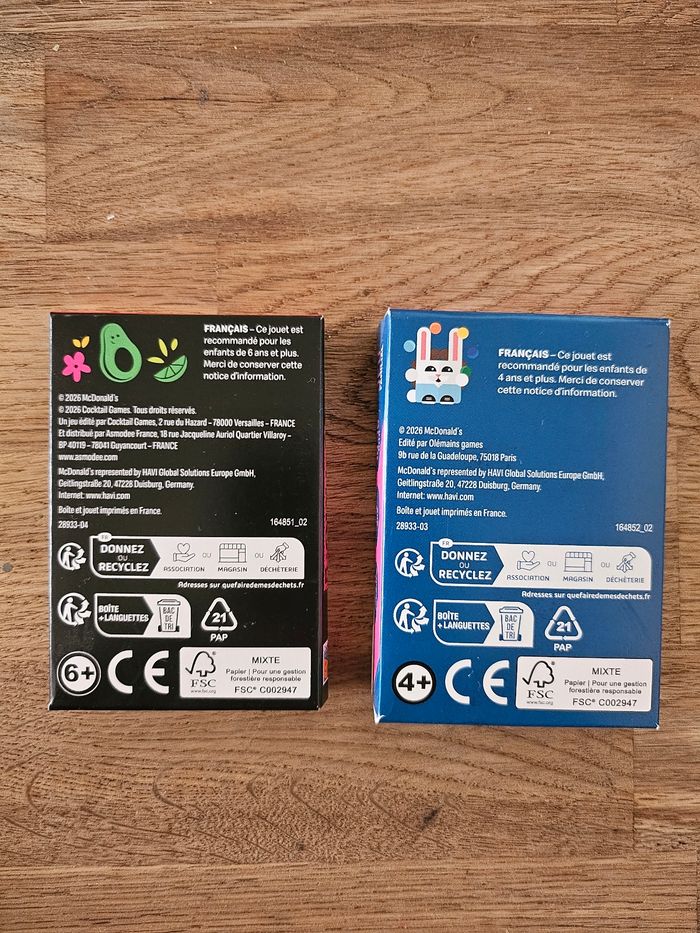 FRANÇAIS – Ce jouet est
recommandé pour les
enfants de 6 ans et plus.
Merci de conserver cette
notice d'information.
© 2026 McDonald's
© 2026 Cocktail Games. Tous droits réservés.
Un jeu édité par Cocktail Games, 2 rue du Hazard - 78000 Versailles - FRANCE
Et distribué par Asmodee France, 18 rue Jacqueline Auriol Quartier Villaroy -
BP 40119 - 78041 Guyancourt - FRANCE
www.asmodee.com
McDonald's represented by HAVI Global Solutions Europe GmbH,
Geitlingstraße 20, 47228 Duisburg, Germany.
Internet: www.havi.com
Boîte et jouet imprimés en France.
28933-04
164851_02
FR
DONNEZ
OU
RECYCLEZ
ASSOCIATION
OU
MAGASIN
OU
DÉCHÈTERIE
Adresses sur quefairedemesdechets.fr
BOÎTE
+ LANGUETTES
BAC
DE
TRI
21
PAP
6+
CE
FSC
www.fsc.org
MIXTE
Papier | Pour une gestion
forestière responsable
FSC® C002947
FRANÇAIS – Ce jouet est
recommandé pour les enfants de
4 ans et plus. Merci de conserver
cette notice d'information.
© 2026 McDonald's
Edité par Olémains games
9b rue de la Guadeloupe, 75018 Paris
McDonald's represented by HAVI Global Solutions Europe GmbH,
Geitlingstraße 20, 47228 Duisburg, Germany.
Internet: www.havi.com
Boîte et jouet imprimés en France.
28933-03
164852_02
FR
DONNEZ
OU
RECYCLEZ
ASSOCIATION
OU
MAGASIN
OU
DÉCHÈTERIE
Adresses sur quefairedemesdechets.fr
BOÎTE
+ LANGUETTES
BAC
DE
TRI
21
PAP
4+
CE
FSC
www.fsc.org
MIXTE
Papier | Pour une gestion
forestière responsable
FSC® C002947